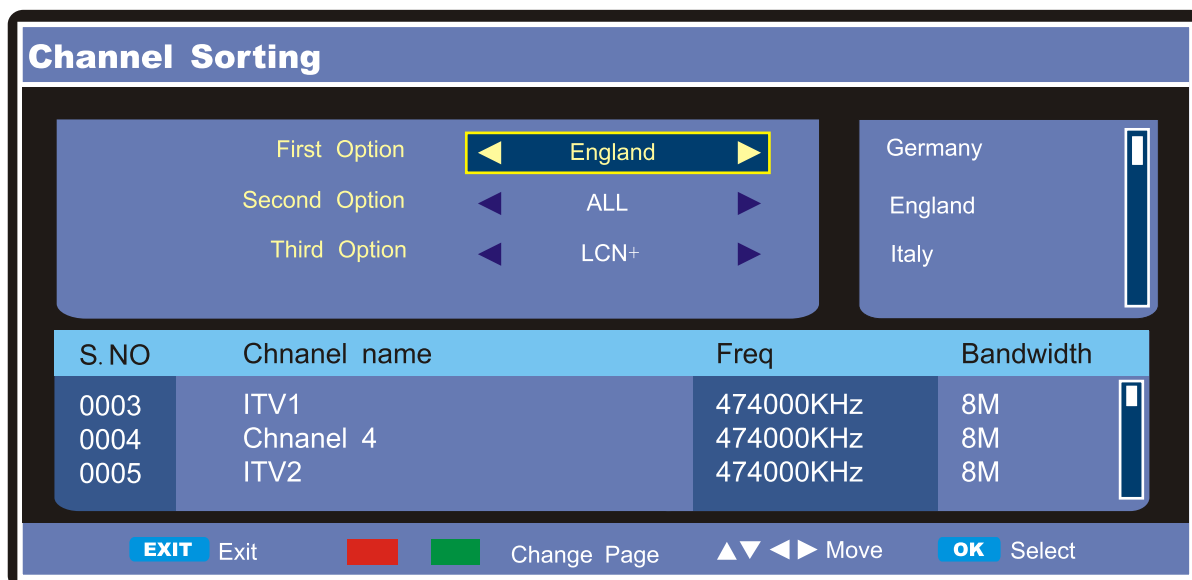 Channel Sorting
First Option England
Second Option ALL
Third Option LCN+
Germany
England
Italy
S.NO Chnanel name Freq Bandwidth
0003 ITV1 474000KHz 8M
0004 Chnanel 4 474000KHz 8M
0005 ITV2 474000KHz 8M
EXIT Exit Change Page Move OK Select